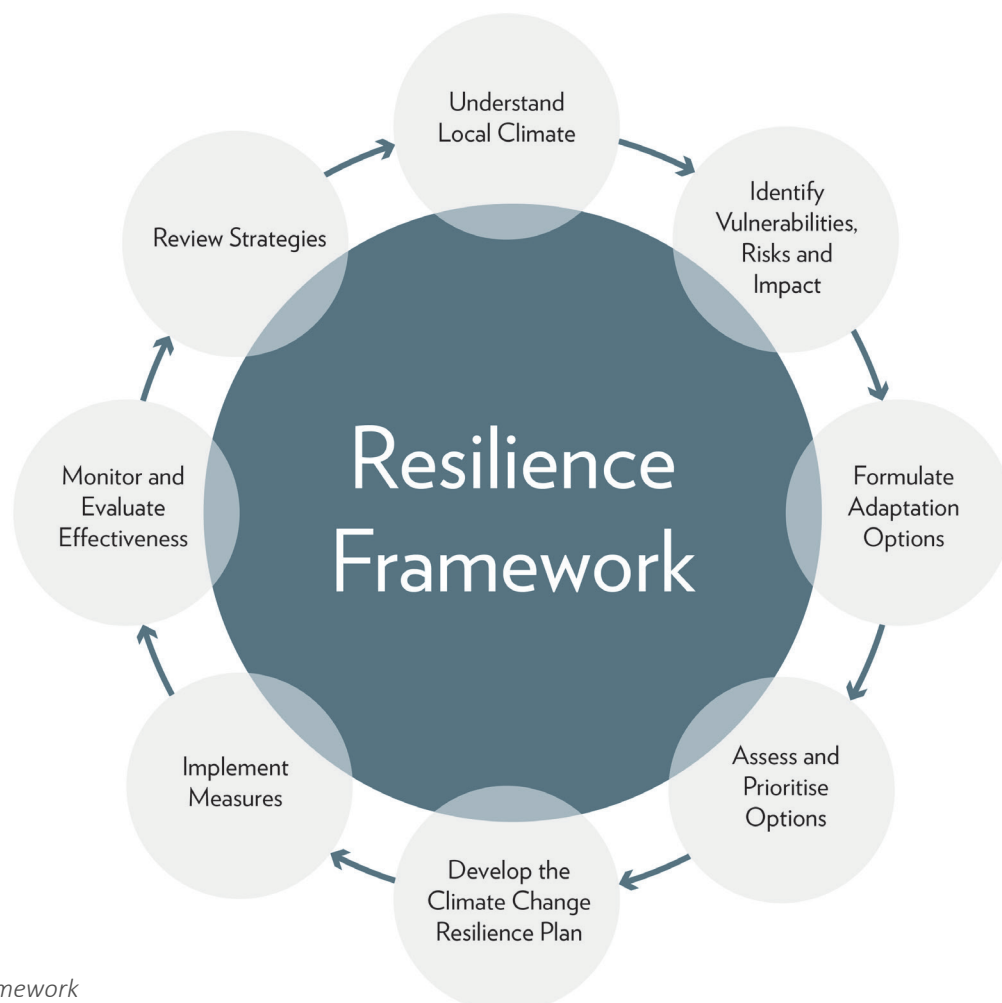 Understand
Local Climate
Identify
Vulnerabilities,
Risks and
Impact
Formulate
Adaptation
Options
Assess and
Prioritise
Options
Develop the
Climate Change
Resilience Plan
Implement
Measures
Monitor and
Evaluate
Effectiveness
Review Strategies
Resilience
Framework